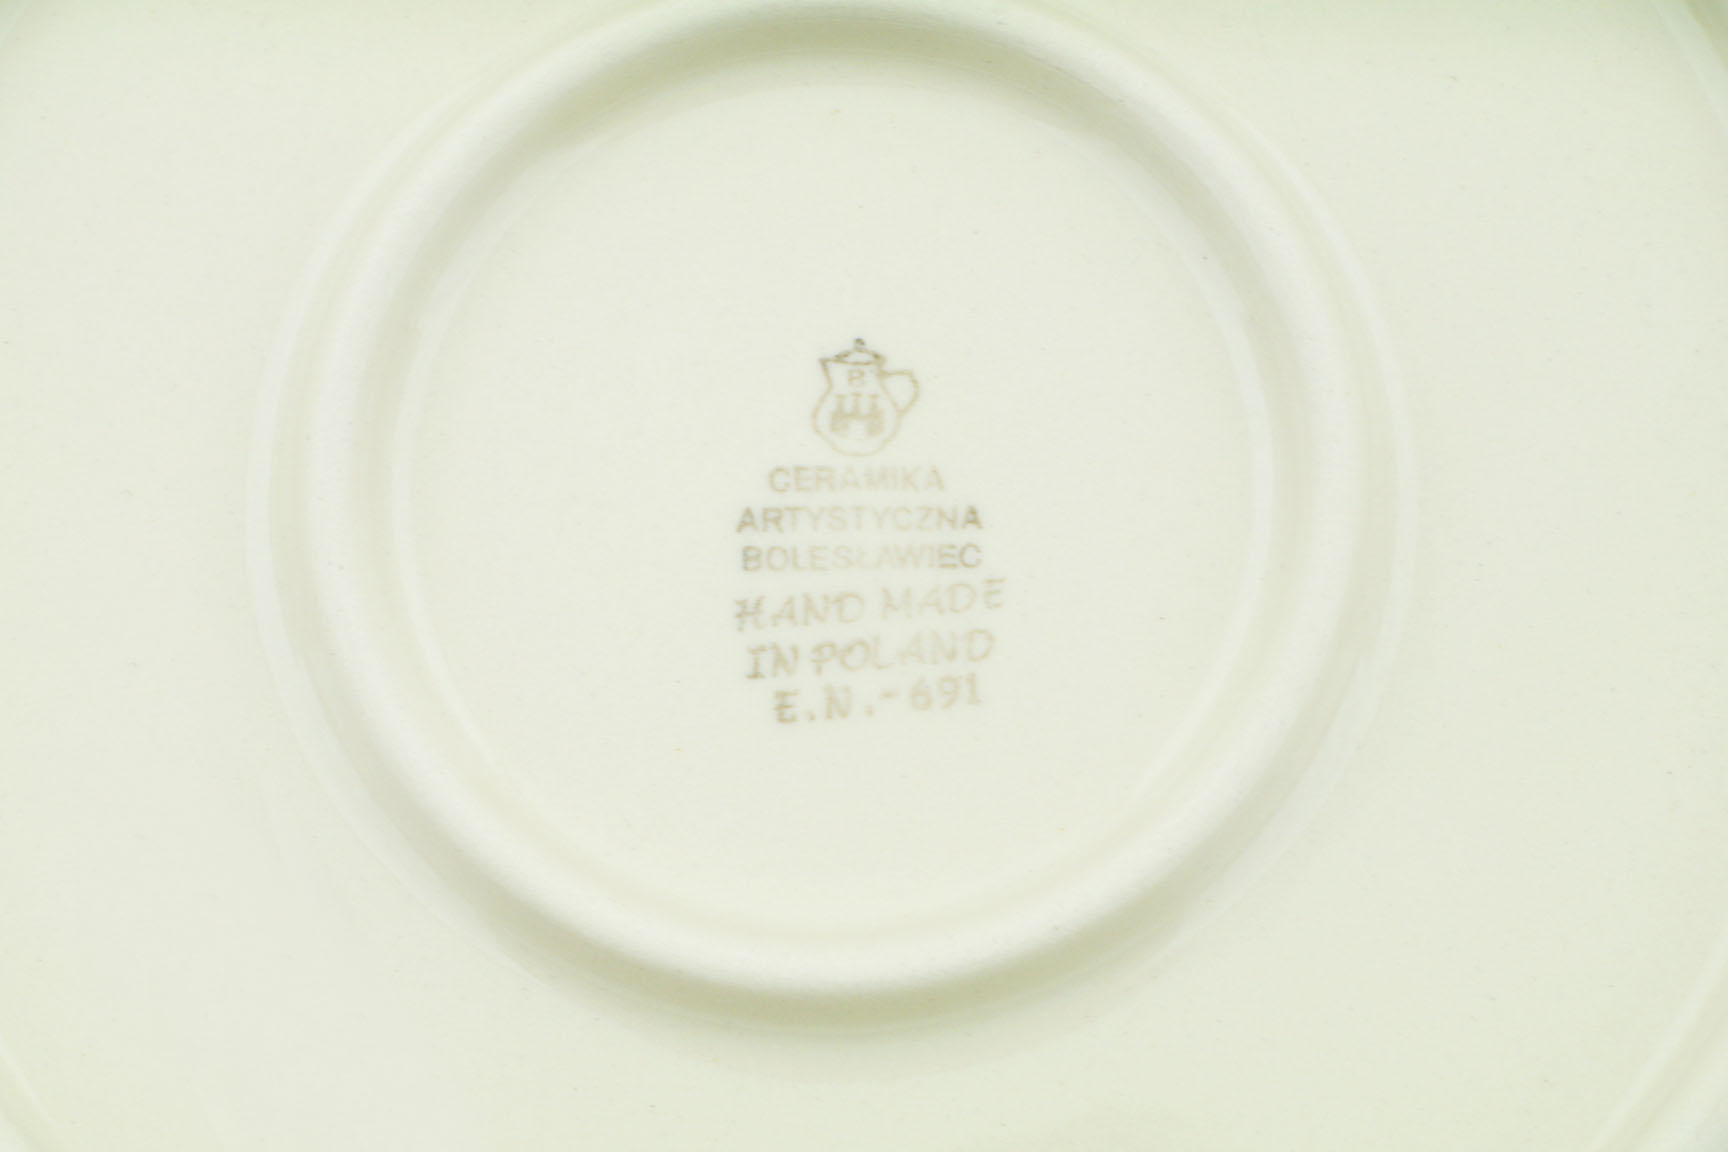 B
CERAMIKA
ARTYSTYCZNA
BOLESŁAWIEC
HAND MADE
IN POLAND
E.N.-691